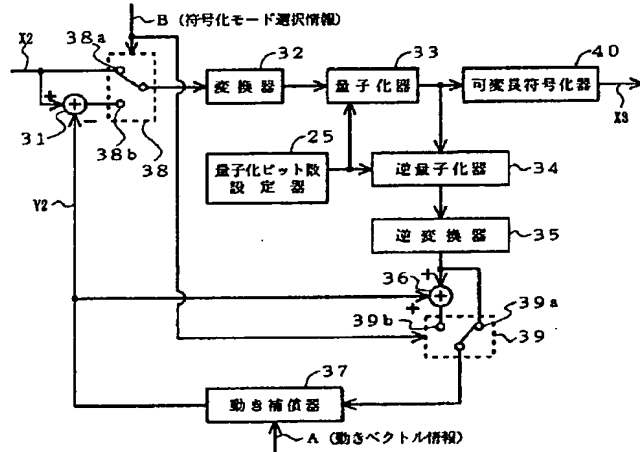 B (符号化モード選択情報)
X2
38a
32
33
40
変換器
量子化器
可変長符号化器
X3
+
31
−
38b
38
25
量子化ビット数
設定器
逆量子化器
34
Y2
逆変換器
35
36
+
+
39a
39b
39
37
動き補償器
A (動きベクトル情報)